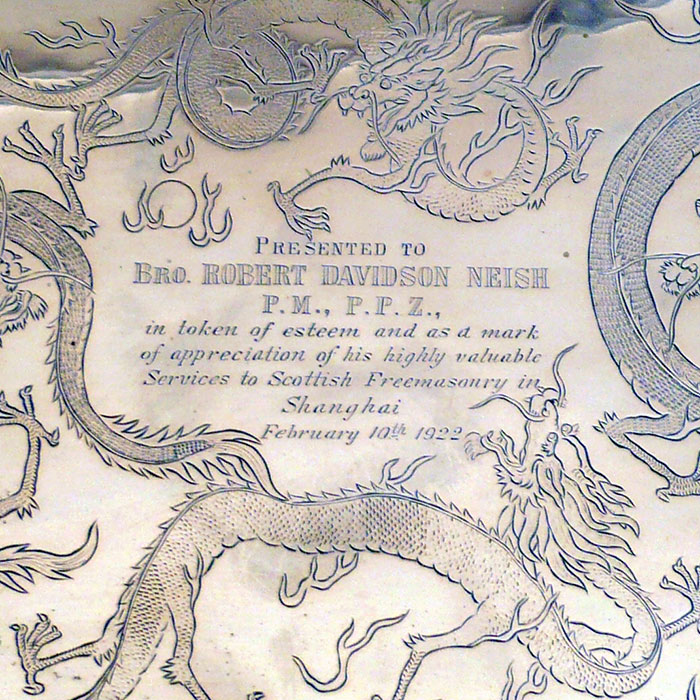 PRESENTED TO
BRO. ROBERT DAVIDSON NEISH
P.M., P.P.Z.,
in token of esteem and as a mark
of appreciation of his highly valuable
Services to Scottish Freemasonry in
Shanghai
February 10th 1922